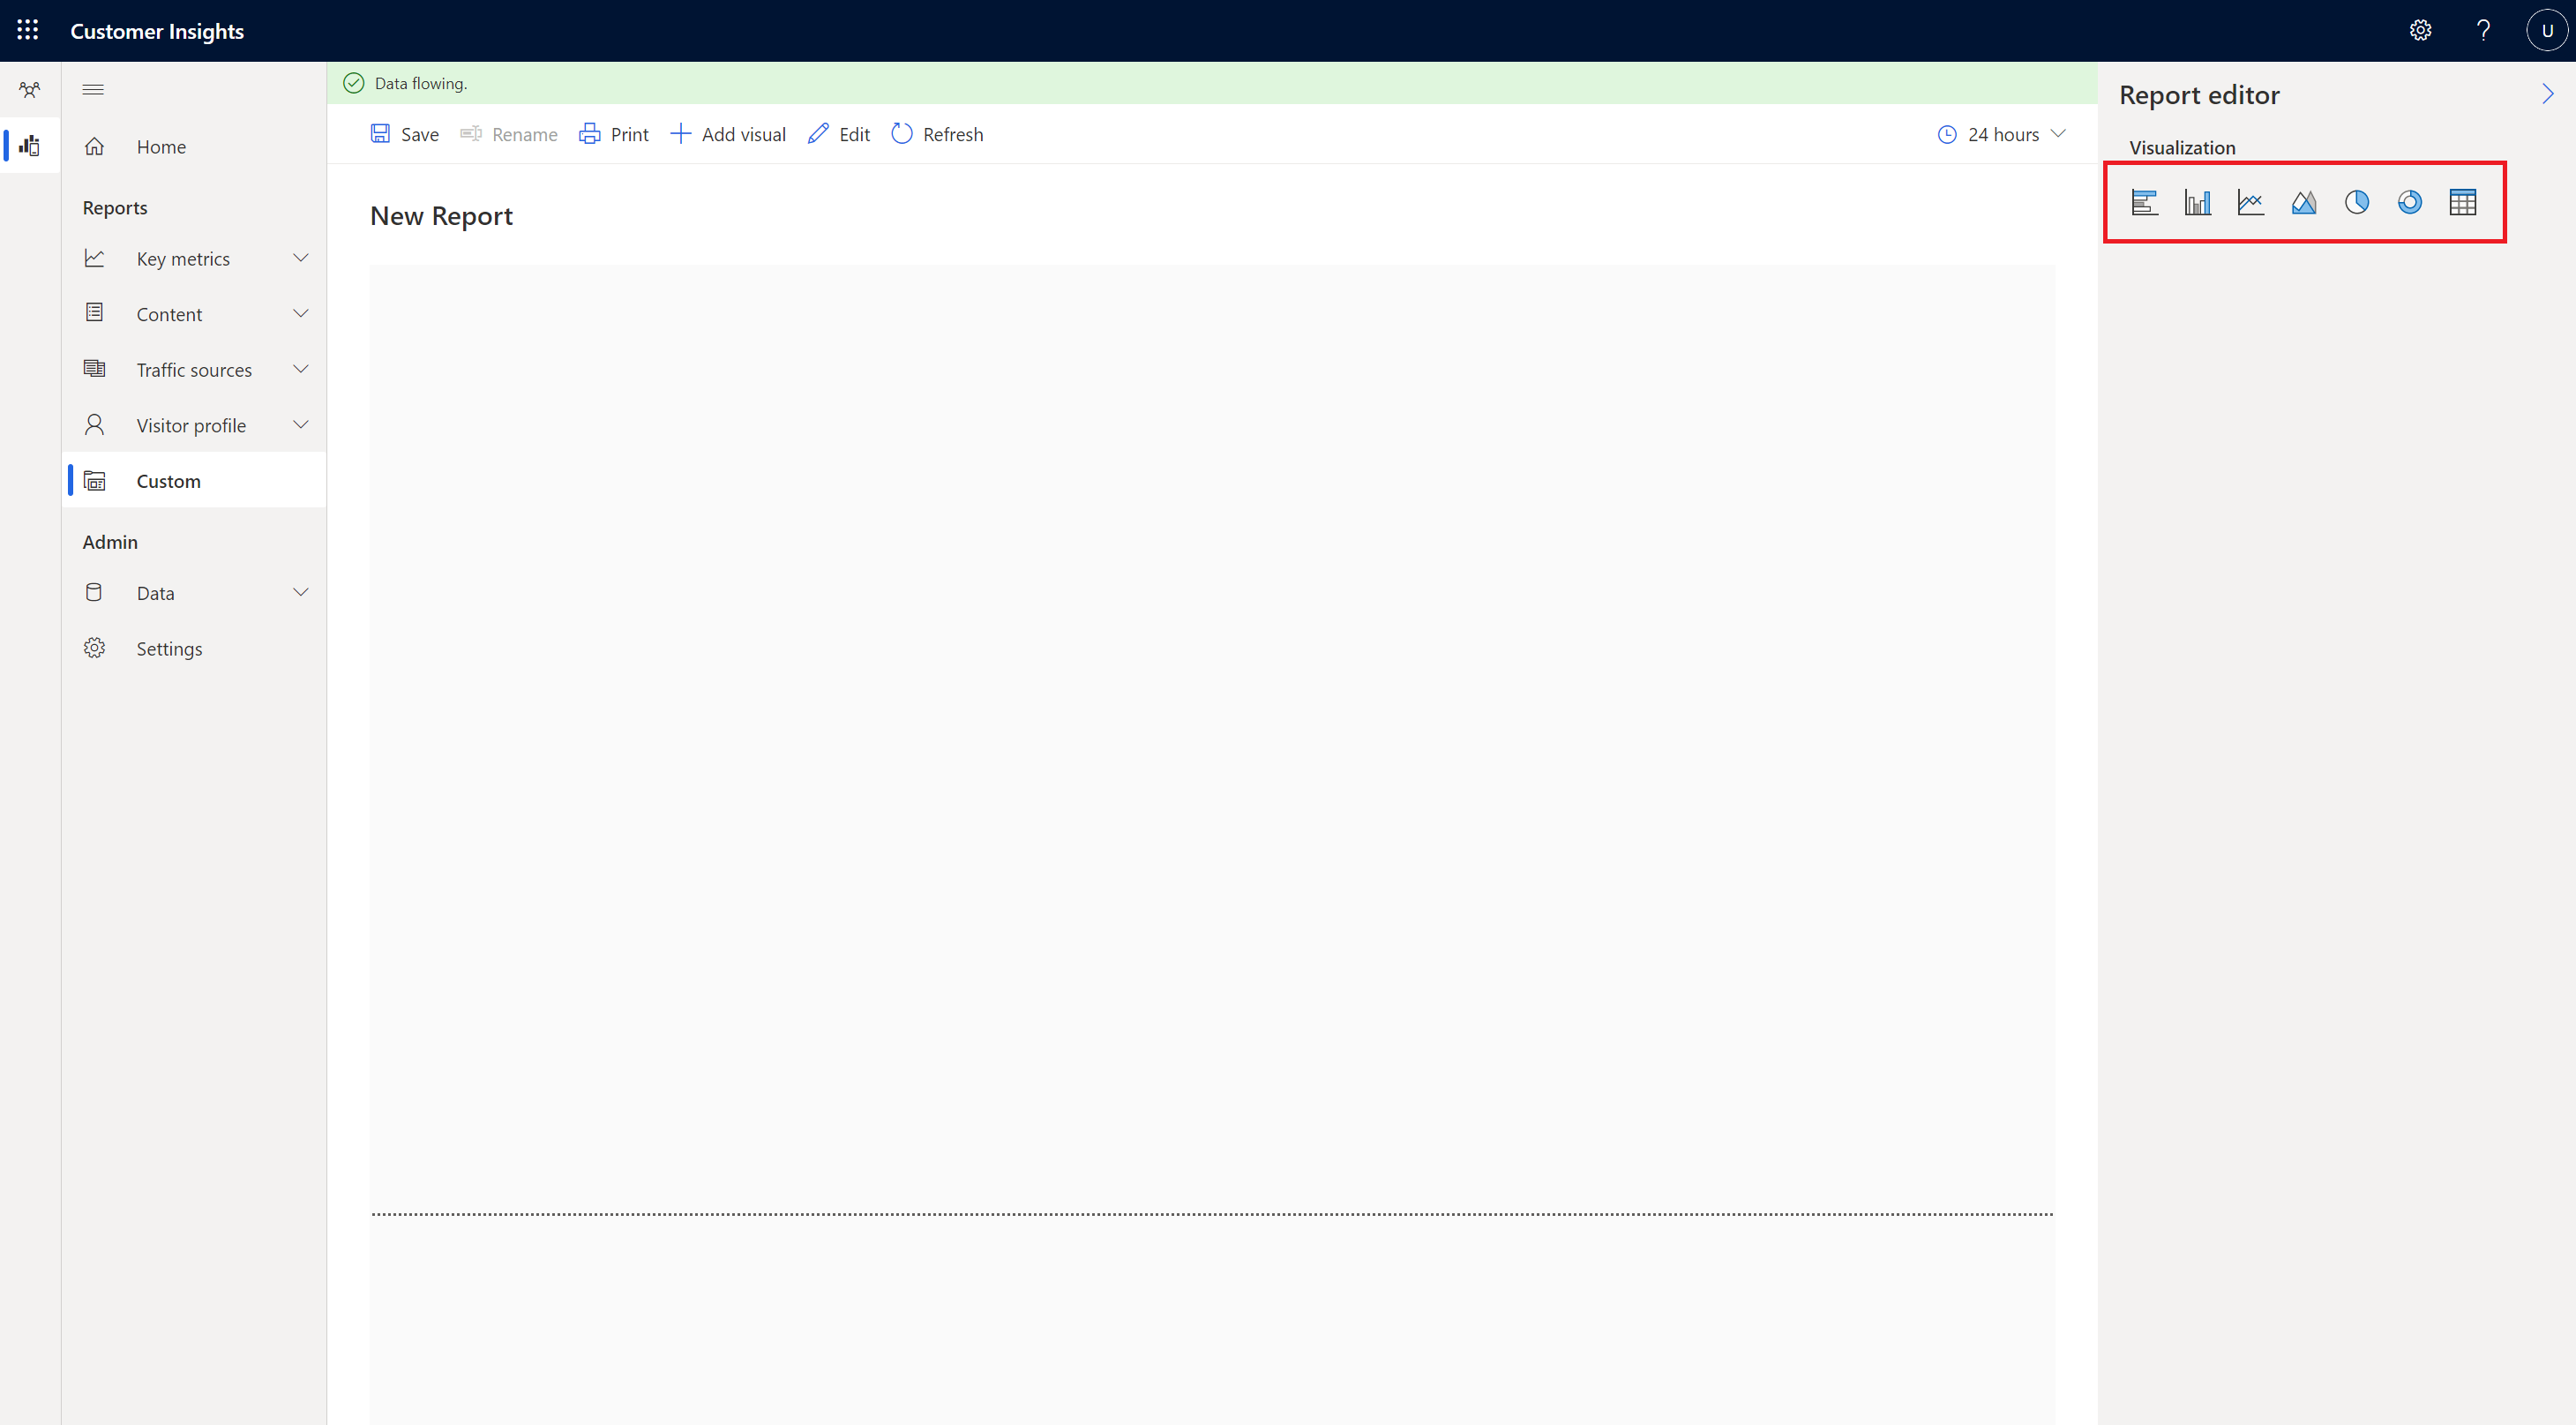 Customer Insights
?
U
Data flowing.
Save
Rename
Print
Add visual
Edit
Refresh
24 hours
Home
Reports
Key metrics
Content
Traffic sources
Visitor profile
Custom
Admin
Data
Settings
New Report
Report editor
Visualization